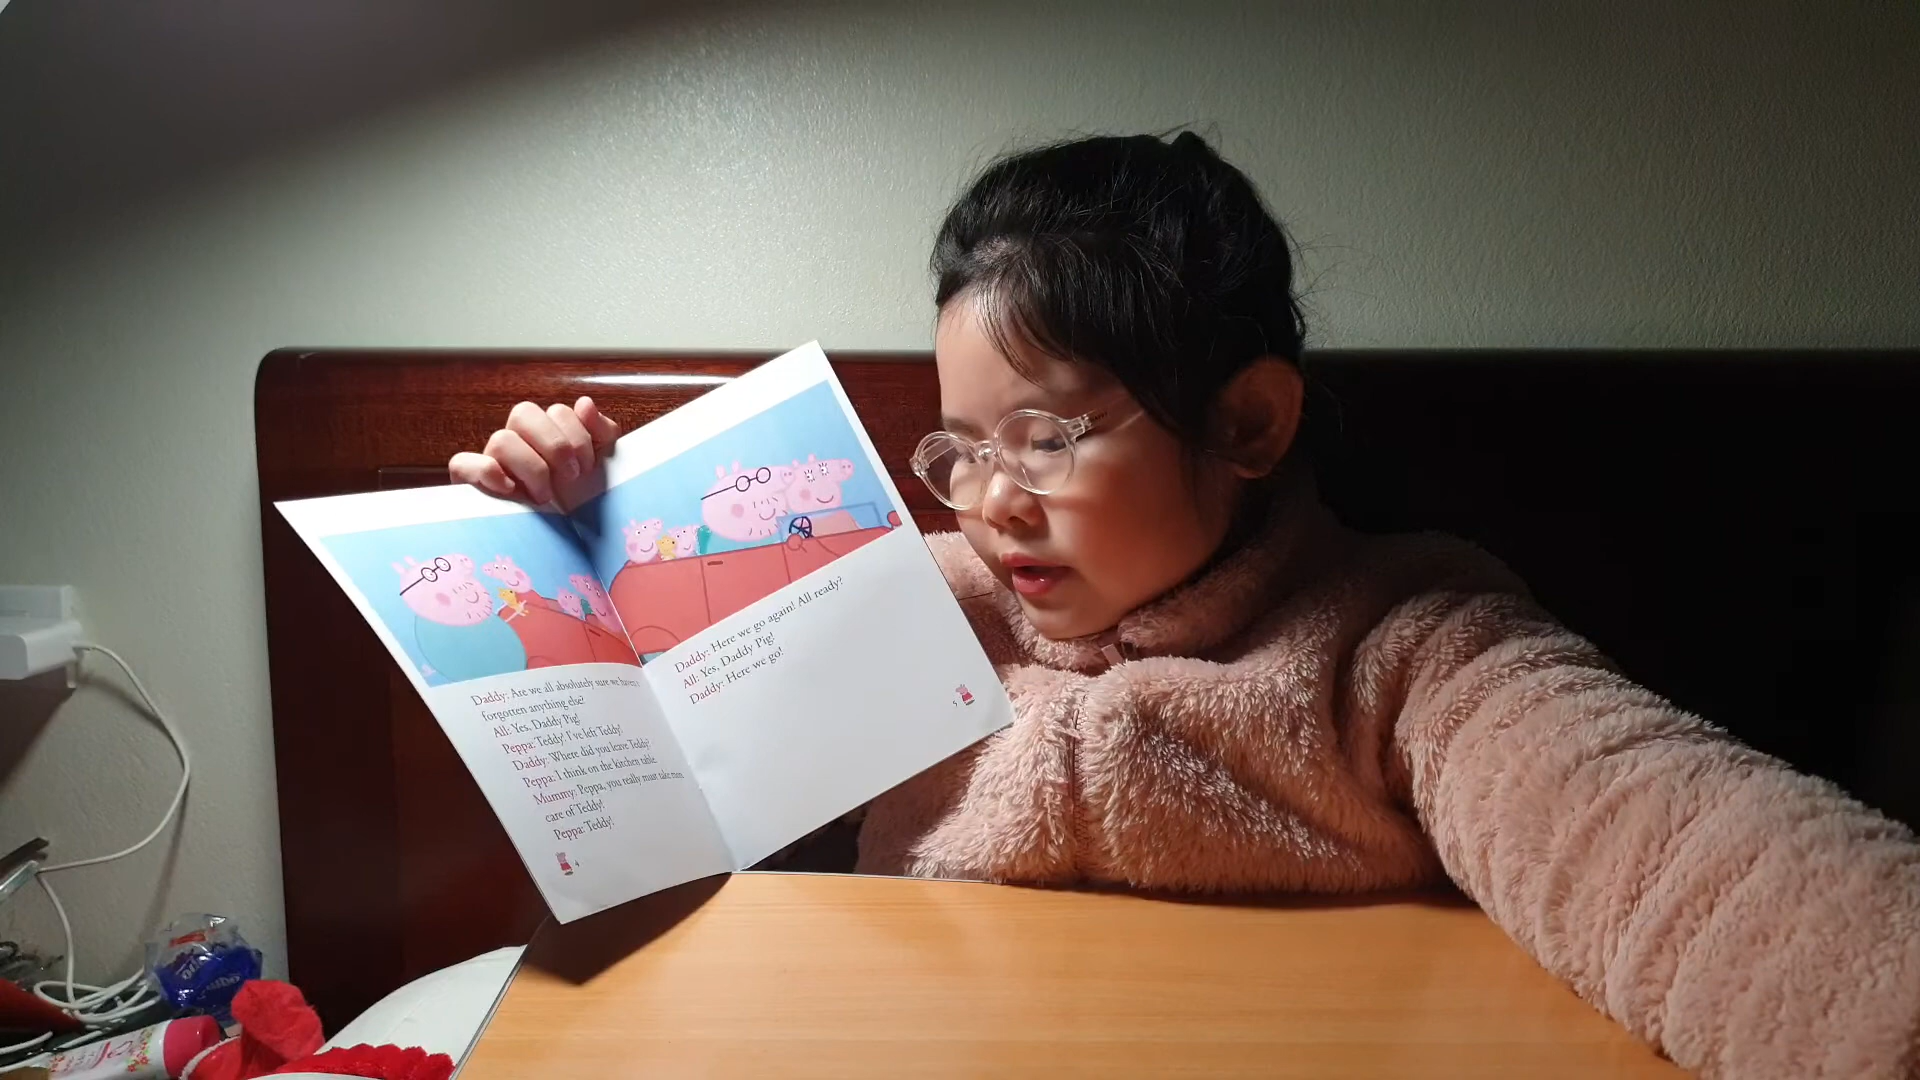 Daddy: Are we all absolutely sure we haven't
forgotten anything else?
All: Yes, Daddy Pig!
Peppa: Teddy! I've left Teddy!
Daddy: Where did you leave Teddy?
Peppa: I think on the kitchen table.
Mummy: Peppa, you really must take more
care of Teddy!
Peppa: Teddy!
4
Daddy: Here we go again! All ready?
All: Yes, Daddy Pig!
Daddy: Here we go!
5